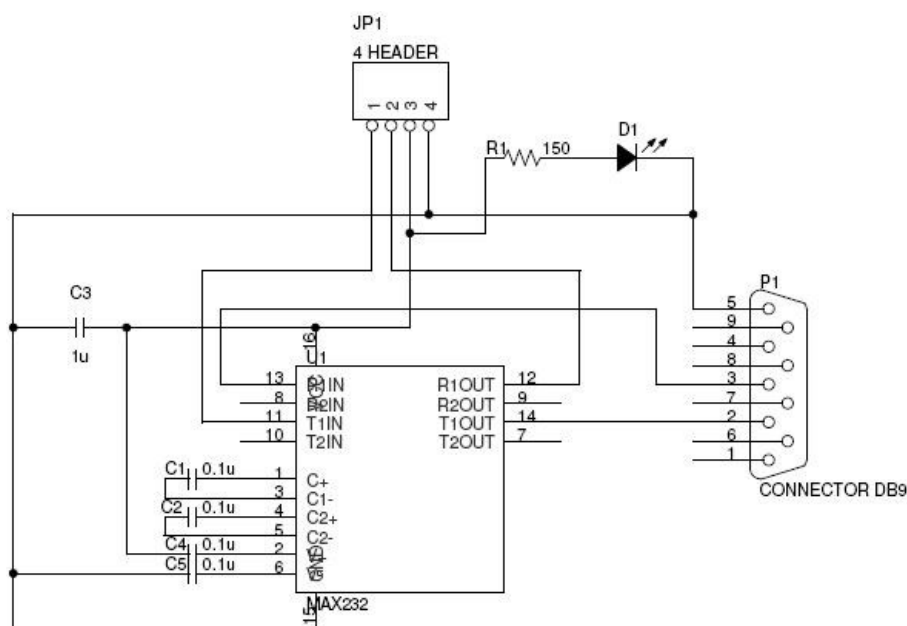 JP1
4 HEADER
1 2 3 4
R1 150
D1
C3
1u
P1
5
9
4
8
3
7
2
6
1
CONNECTOR DB9
16
U1
13 R1IN R1OUT 12
8 R2IN R2OUT 9
11 T1IN T1OUT 14
10 T2IN T2OUT 7
C1 0.1u 1 C+
3 C1-
C2 0.1u 4 C2+
5 C2-
C4 0.1u 2
C5 0.1u 6
GND
15
MAX232